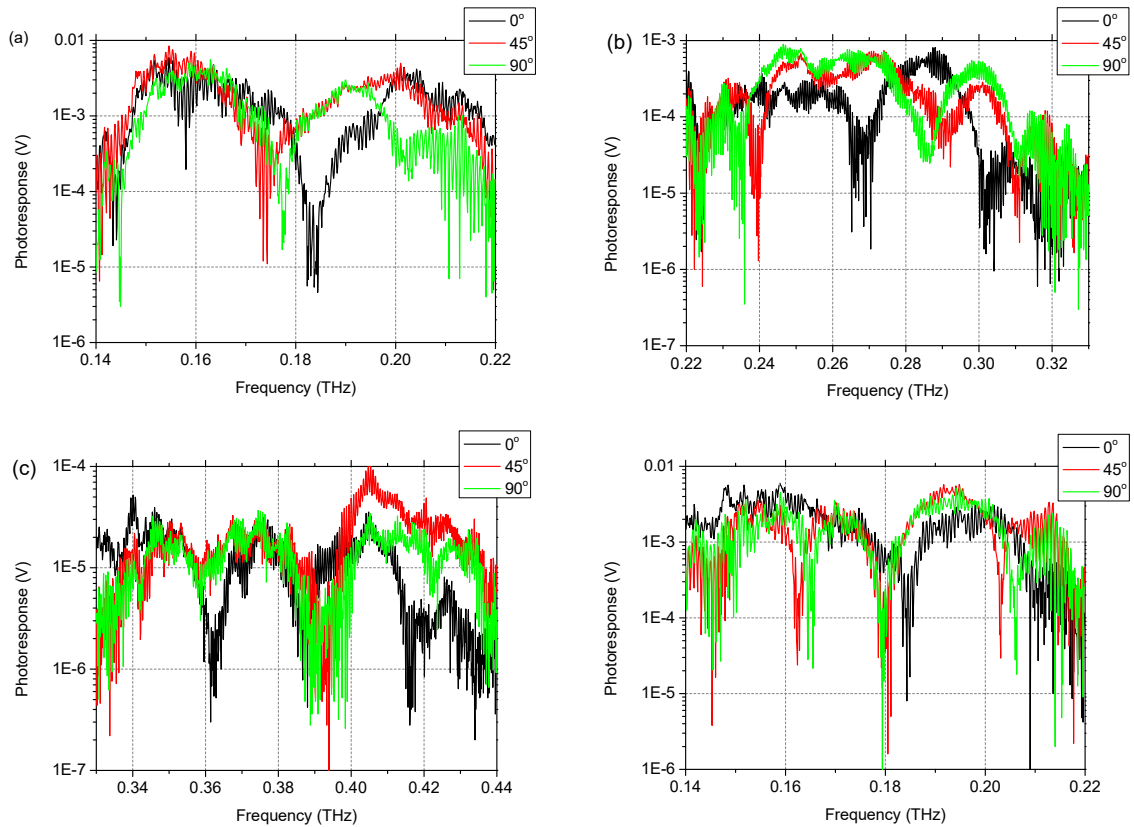 (a)
0°
45°
90°
0.01
1E-3
1E-4
1E-5
1E-6
Photoresponse (V)
0.14 0.16 0.18 0.20 0.22
Frequency (THz)
(b)
0°
45°
90°
1E-3
1E-4
1E-5
1E-6
1E-7
Photoresponse (V)
0.22 0.24 0.26 0.28 0.30 0.32
Frequency (THz)
(c)
0°
45°
90°
1E-4
1E-5
1E-6
1E-7
Photoresponse (V)
0.34 0.36 0.38 0.40 0.42 0.44
Frequency (THz)
0°
45°
90°
0.01
1E-3
1E-4
1E-5
1E-6
Photoresponse (V)
0.14 0.16 0.18 0.20 0.22
Frequency (THz)